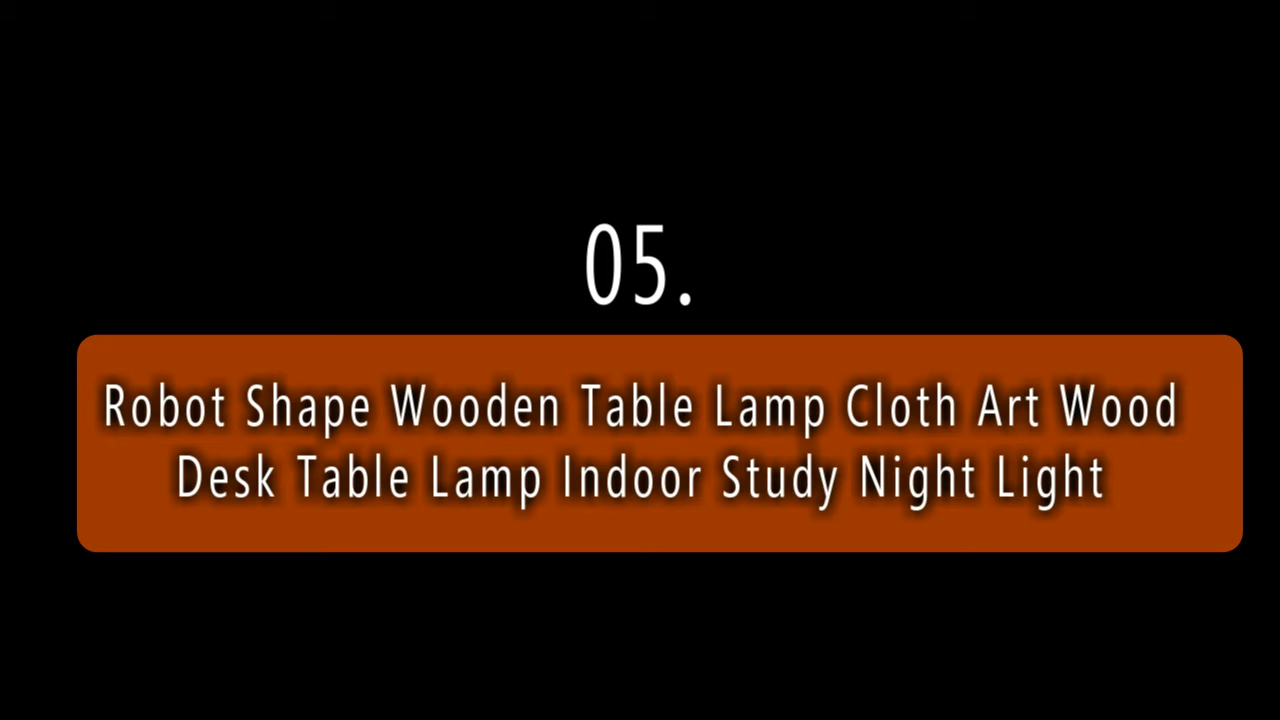 05.
Robot Shape Wooden Table Lamp Cloth Art Wood
Desk Table Lamp Indoor Study Night Light